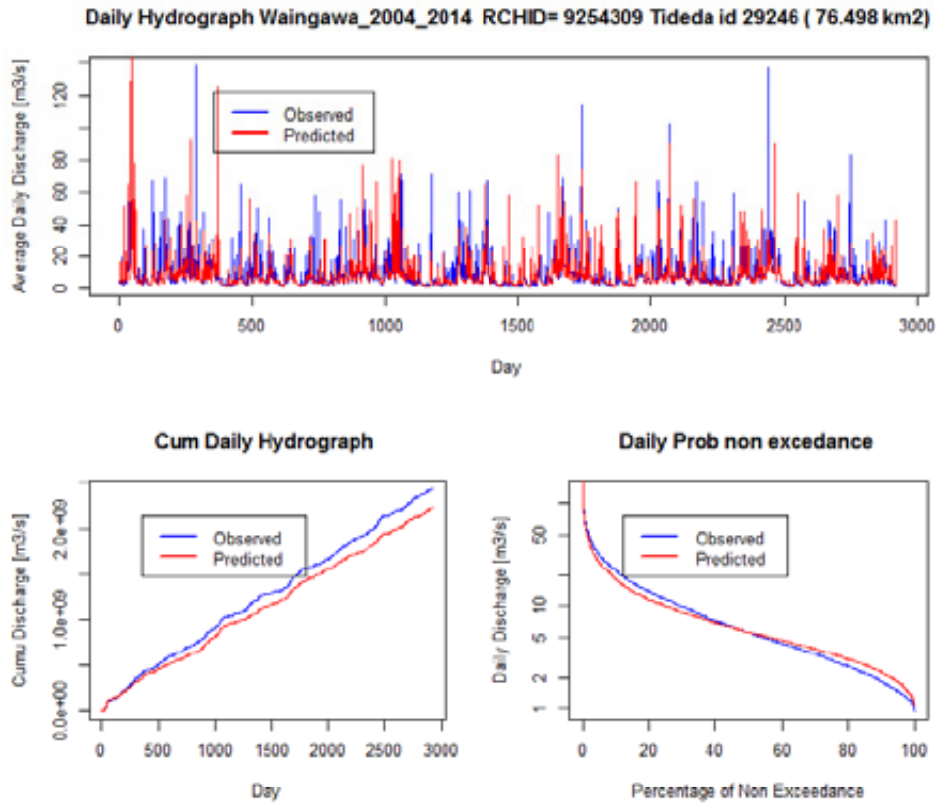 Daily Hydrograph Waingawa_2004_2014 RCHID= 9254309 Tideda id 29246 ( 76.498 km2)
Average Daily Discharge [m3/s]
0 20 40 60 80 120
Observed
Predicted
0 500 1000 1500 2000 2500 3000
Day
Cum Daily Hydrograph
Cumu Discharge [m3/s]
0.0e+00 1.0e+09 2.0e+09
Observed
Predicted
0 500 1000 1500 2000 2500 3000
Day
Daily Prob non excedance
Daily Discharge [m3/s]
1 2 5 10 50
Observed
Predicted
0 20 40 60 80 100
Percentage of Non Exceedance